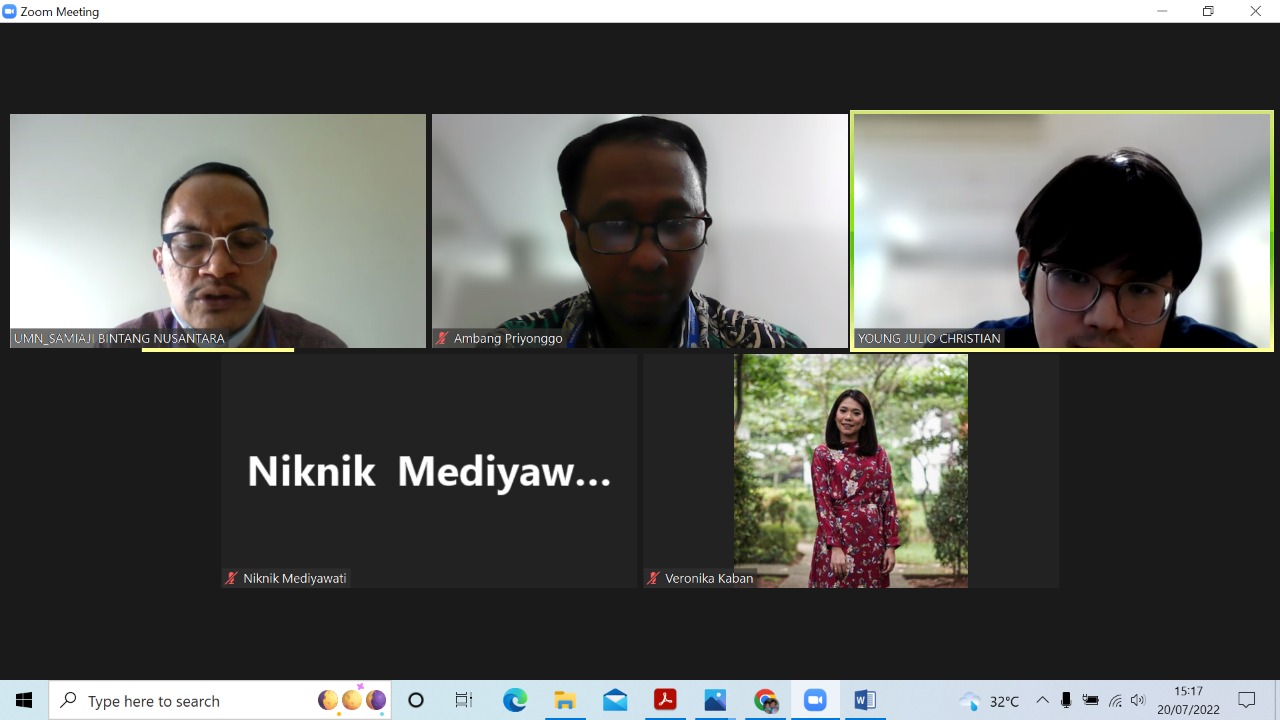 Zoom Meeting
UMN_SAMIAJI BINTANG NUSANTARA
Ambang Priyonggo
YOUNG JULIO CHRISTIAN
Niknik Mediyaw...
Niknik Mediyawati
Veronika Kaban
Type here to search
32°C
15:17
20/07/2022